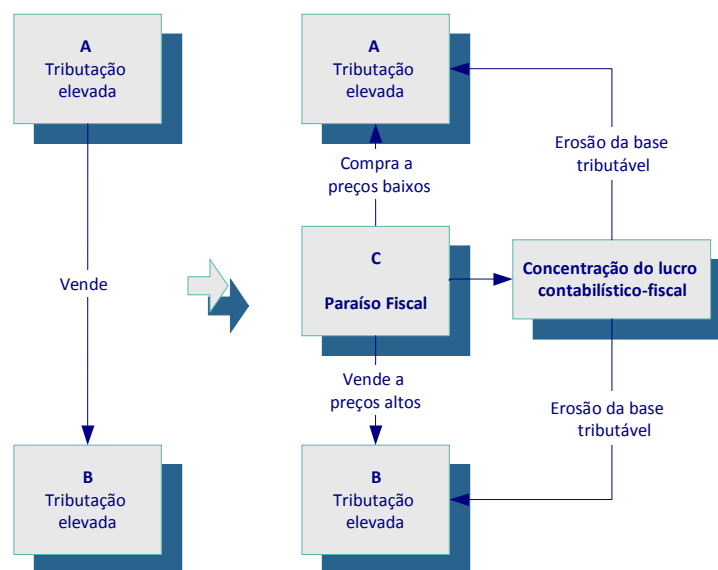 A
Tributação
elevada
Vende
B
Tributação
elevada
A
Tributação
elevada
Compra a
preços baixos
C
Paraíso Fiscal
Vende a
preços altos
B
Tributação
elevada
Erosão da base
tributável
Concentração do lucro
contabilístico-fiscal
Erosão da base
tributável